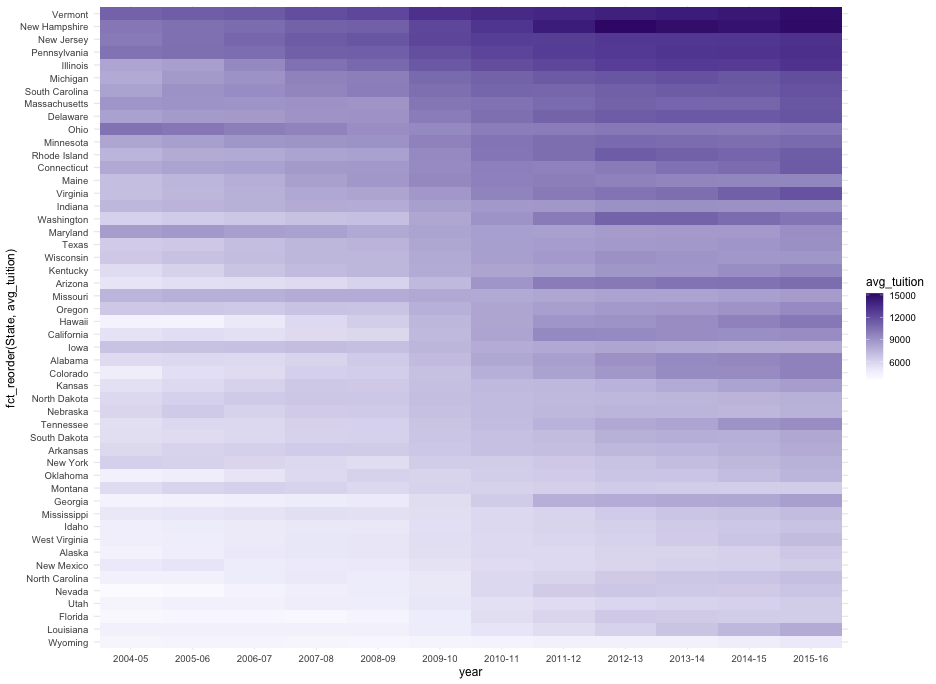 Vermont
New Hampshire
New Jersey
Pennsylvania
Illinois
Michigan
South Carolina
Massachusetts
Delaware
Ohio
Minnesota
Rhode Island
Connecticut
Maine
Virginia
Indiana
Washington
Maryland
Texas
Wisconsin
Kentucky
Arizona
Missouri
Oregon
Hawaii
California
Iowa
Alabama
Colorado
Kansas
North Dakota
Nebraska
Tennessee
South Dakota
Arkansas
New York
Oklahoma
Montana
Georgia
Mississippi
Idaho
West Virginia
Alaska
New Mexico
North Carolina
Nevada
Utah
Florida
Louisiana
Wyoming
fct_reorder(State, avg_tuition)
2004-05 2005-06 2006-07 2007-08 2008-09 2009-10 2010-11 2011-12 2012-13 2013-14 2014-15 2015-16
year
avg_tuition
15000
12000
9000
6000